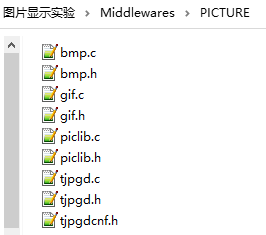 图片显示实验 > Middlewares > PICTURE
bmp.c
bmp.h
gif.c
gif.h
piclib.c
piclib.h
tjpgd.c
tjpgd.h
tjpgdcnf.h